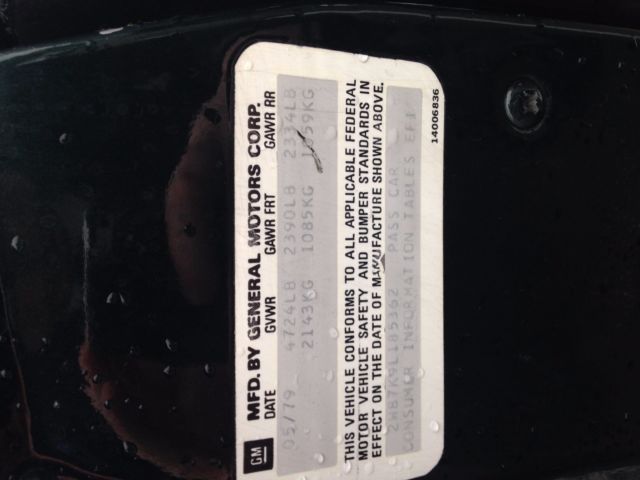 GM MFD. BY GENERAL MOTORS CORP.
DATE GVWR GAWR FRT GAWR RR
05/79 4724LB 2390LB 2334LB
2143KG 1085KG 1059KG
THIS VEHICLE CONFORMS TO ALL APPLICABLE FEDERAL
MOTOR VEHICLE SAFETY AND BUMPER STANDARDS IN
EFFECT ON THE DATE OF MANUFACTURE SHOWN ABOVE.
2W87K9L185362 PASS CAR
CONSUMER INFORMATION TABLES EF1
14006836